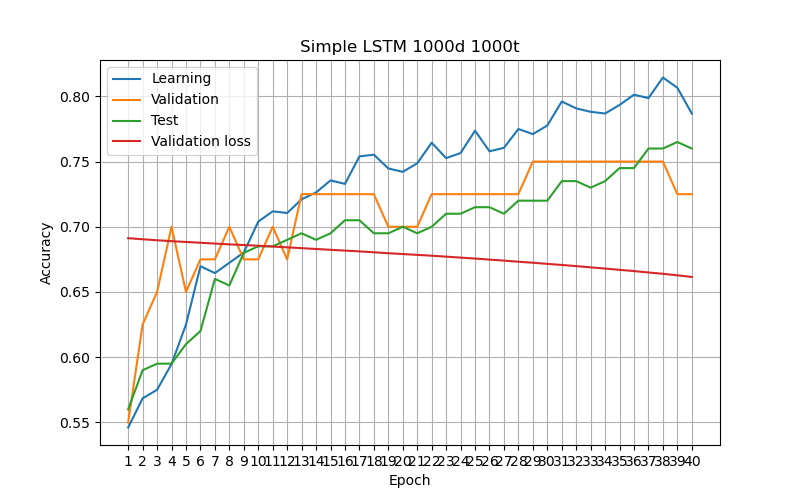 Simple LSTM 1000d 1000t
Learning
Validation
Test
Validation loss
Accuracy
0.80
0.75
0.70
0.65
0.60
0.55
1 2 3 4 5 6 7 8 9 10 11 12 13 14 15 16 17 18 19 20 21 22 23 24 25 26 27 28 29 30 31 32 33 34 35 36 37 38 39 40
Epoch